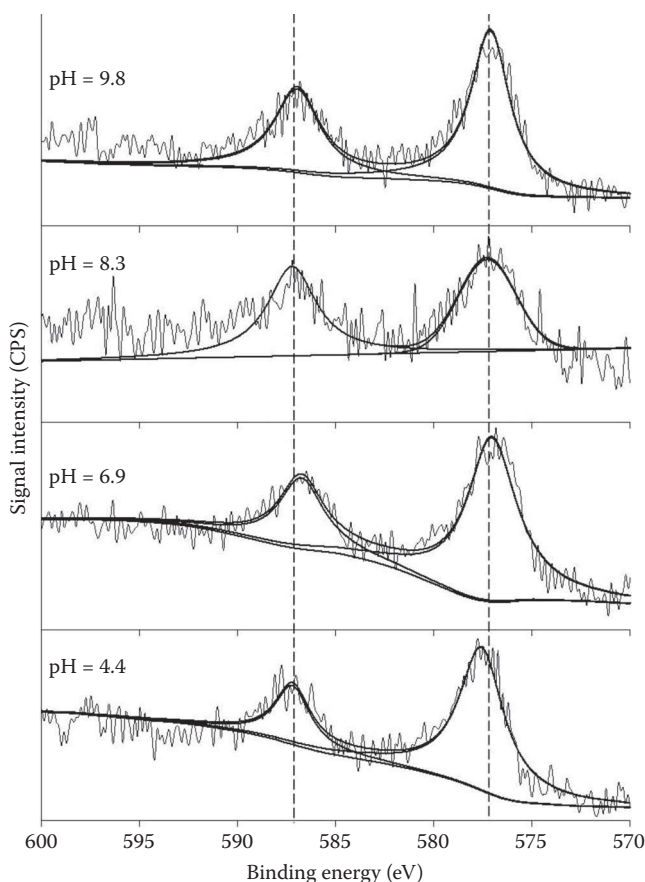 pH = 9.8
pH = 8.3
pH = 6.9
pH = 4.4
Signal intensity (CPS)
600 595 590 585 580 575 570
Binding energy (eV)